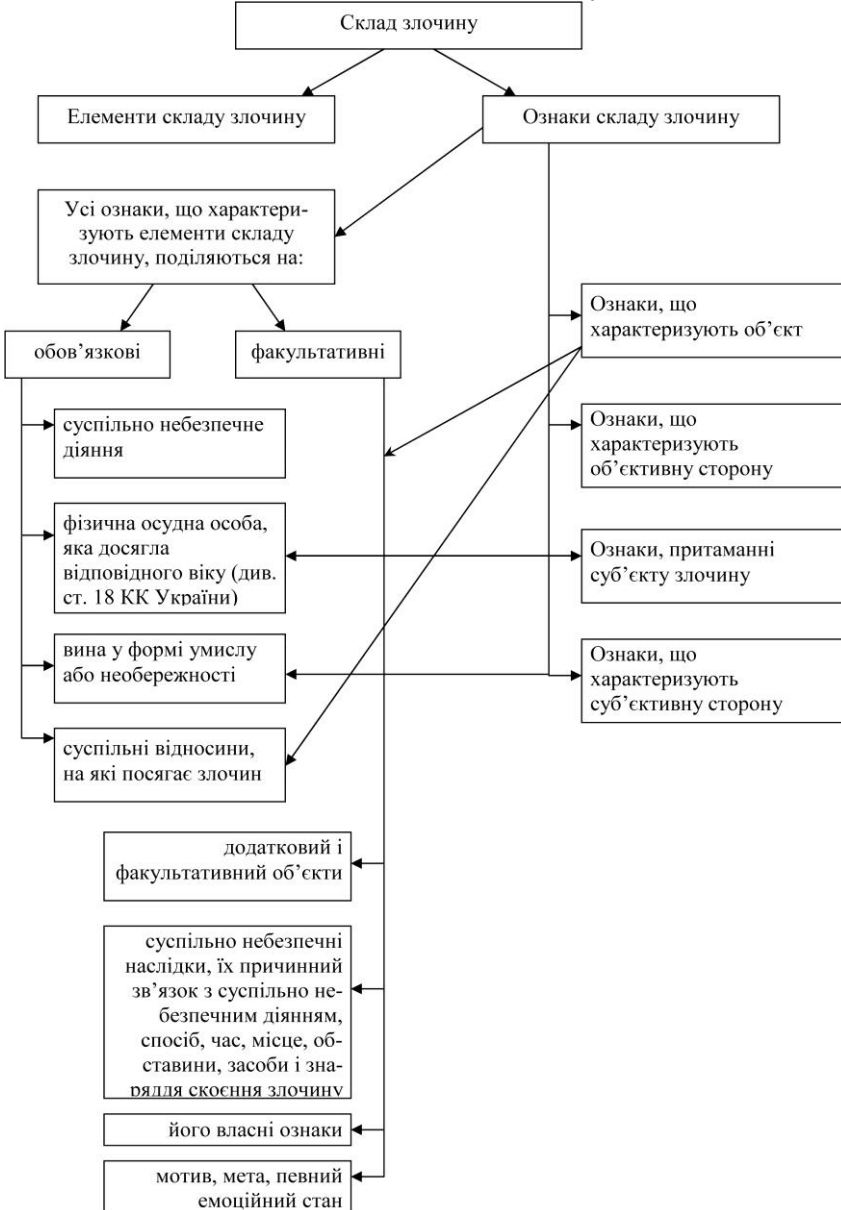 Склад злочину
Елементи складу злочину
Ознаки складу злочину
Усі ознаки, що характери-
зують елементи складу
злочину, поділяються на:
обов’язкові
факультативні
Ознаки, що
характеризують об’єкт
суспільно небезпечне
діяння
Ознаки, що
характеризують
об’єктивну сторону
фізична осудна особа,
яка досягла
відповідного віку (див.
ст. 18 КК України)
Ознаки, притаманні
суб’єкту злочину
вина у формі умислу
або необережності
Ознаки, що
характеризують
суб’єктивну сторону
суспільні відносини,
на які посягає злочин
додатковий і
факультативний об’єкти
суспільно небезпечні
наслідки, їх причинний
зв’язок з суспільно не-
безпечним діянням,
спосіб, час, місце, об-
ставини, засоби і зна-
ряддя скоєння злочину
його власні ознаки
мотив, мета, певний
емоційний стан